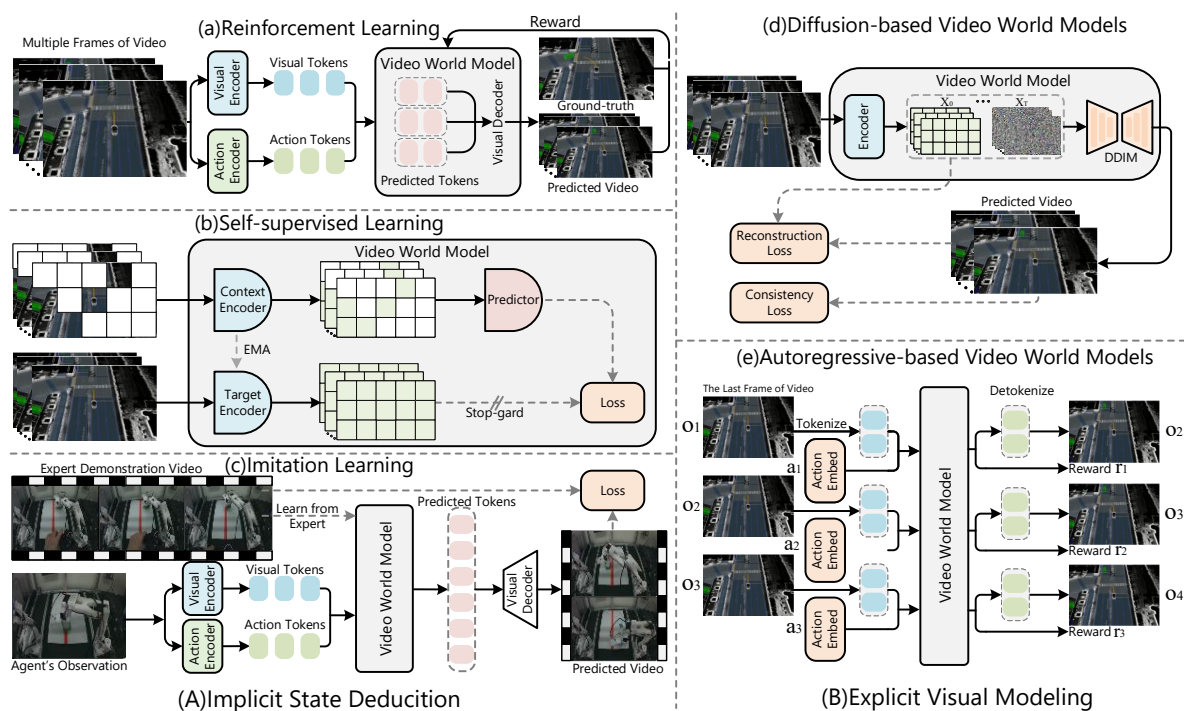 (a)Reinforcement Learning
Multiple Frames of Video
Visual Encoder
Visual Tokens
Action Encoder
Action Tokens
Video World Model
Predicted Tokens
Visual Decoder
Reward
Ground-truth
Predicted Video
(b)Self-supervised Learning
Video World Model
Context Encoder
Predictor
EMA
Target Encoder
Stop-gard
Loss
(c)Imitation Learning
Expert Demonstration Video
Learn from Expert
Loss
Predicted Tokens
Visual Encoder
Visual Tokens
Action Encoder
Action Tokens
Video World Model
Visual Decoder
Agent's Observation
Predicted Video
(A)Implicit State Deducition
(d)Diffusion-based Video World Models
Video World Model
Encoder
X0 ... XT
DDIM
Predicted Video
Reconstruction Loss
Consistency Loss
(e)Autoregressive-based Video World Models
The Last Frame of Video
Tokenize
Detokenize
O1
a1
Action Embed
O2
Reward r1
O2
a2
Action Embed
O3
Reward r2
O3
a3
Action Embed
O4
Reward r3
Video World Model
(B)Explicit Visual Modeling